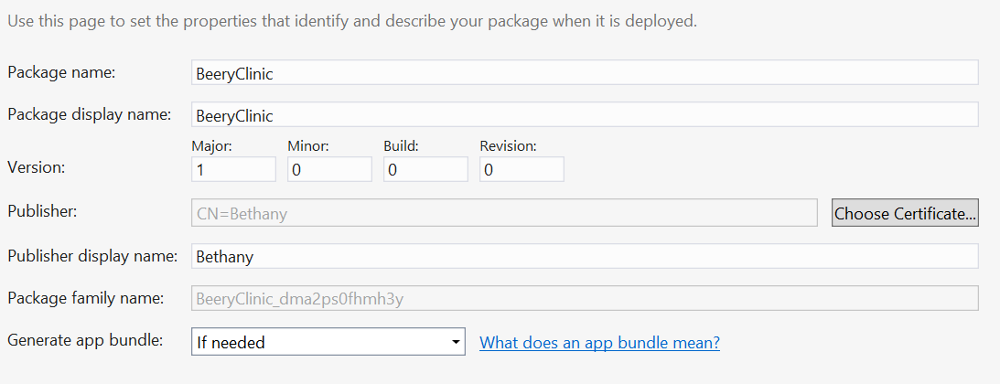 Use this page to set the properties that identify and describe your package when it is deployed.
Package name: BeeryClinic
Package display name: BeeryClinic
Major: Minor: Build: Revision:
Version: 1 0 0 0
Publisher: CN=Bethany Choose Certificate...
Publisher display name: Bethany
Package family name: BeeryClinic_dma2ps0fhmh3y
Generate app bundle: If needed What does an app bundle mean?